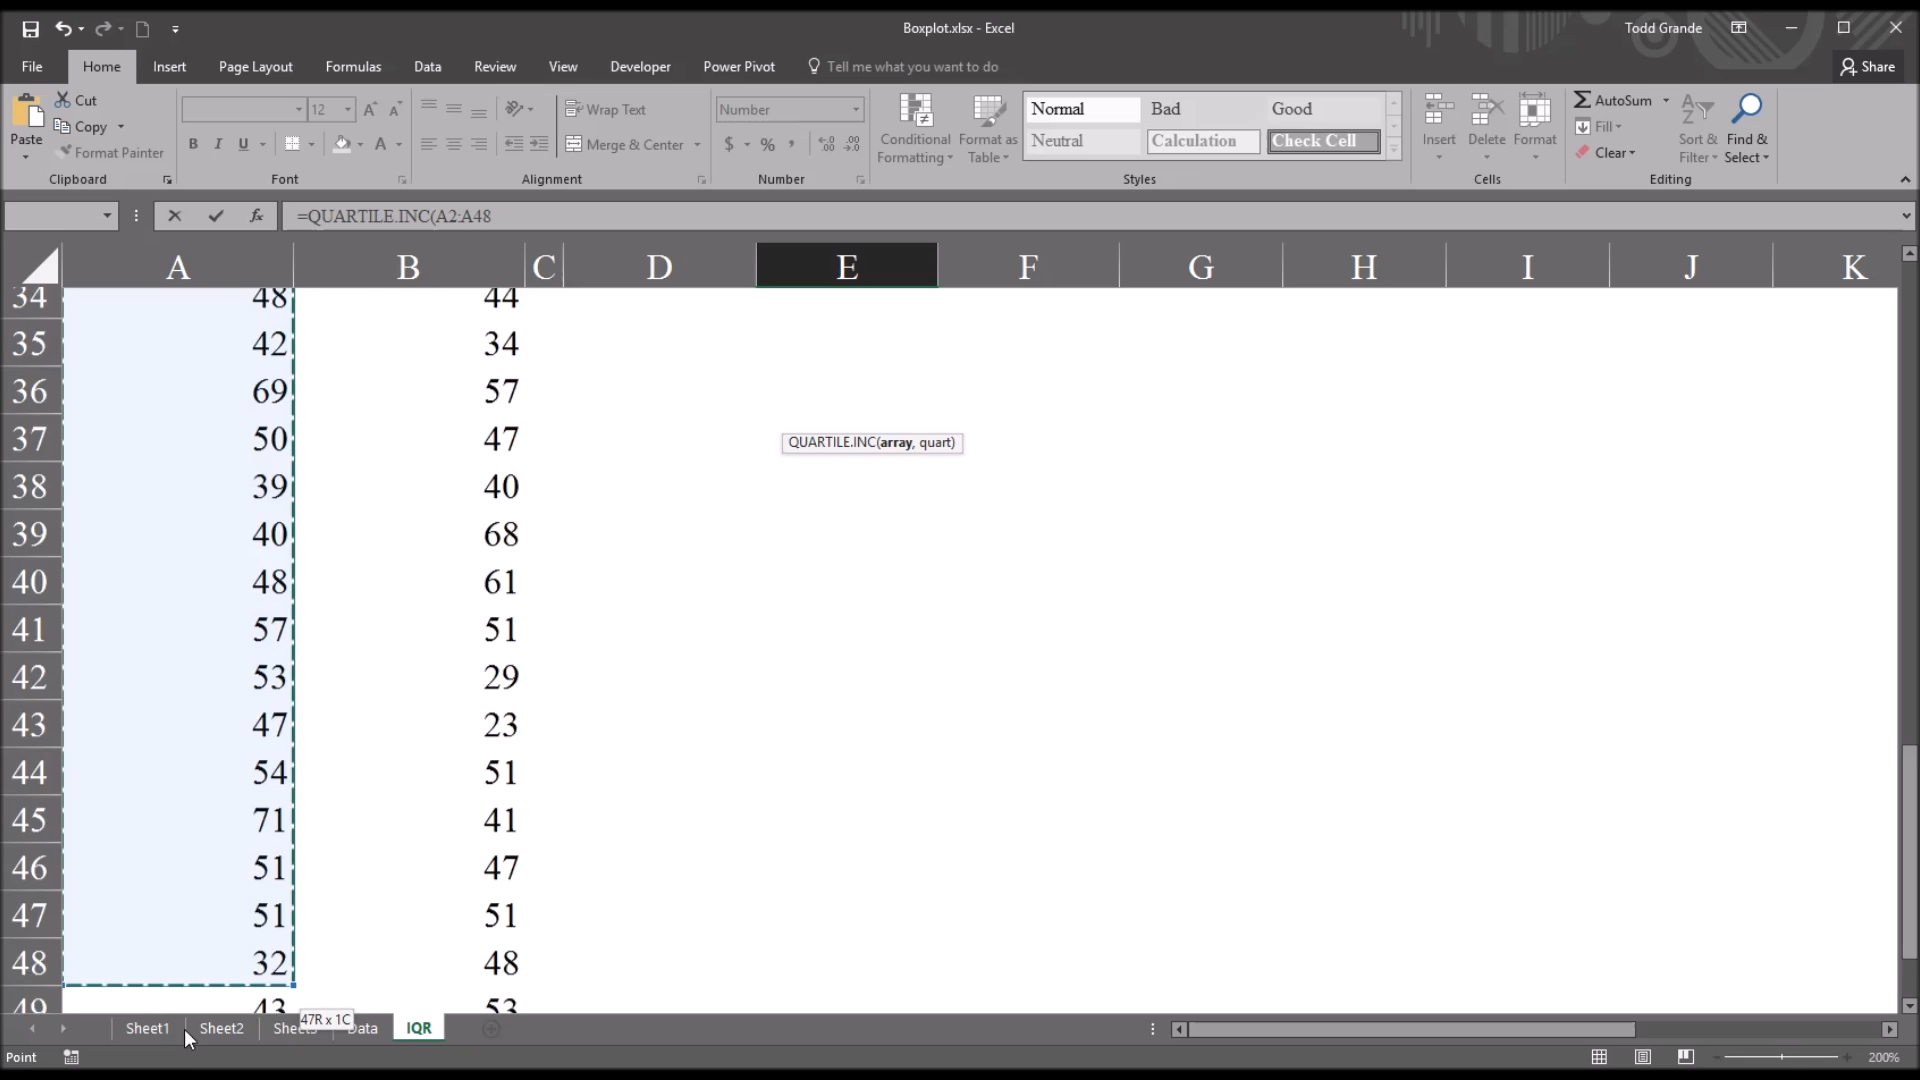 Boxplot.xlsx - Excel
Todd Grande
File Home Insert Page Layout Formulas Data Review View Developer Power Pivot Tell me what you want to do Share
Paste
Cut
Copy
Format Painter
Clipboard
12
B I U A
Font
Wrap Text
Merge & Center
Alignment
Number
$ % ,
Number
Conditional Formatting
Format as Table
Normal Bad Good
Neutral Calculation Check Cell
Styles
Insert Delete Format
Cells
AutoSum
Fill
Clear
Sort & Filter
Find & Select
Editing
fx =QUARTILE.INC(A2:A48
A B C D E F G H I J K
34 48 44
35 42 34
36 69 57
37 50 47
QUARTILE.INC(array, quart)
38 39 40
39 40 68
40 48 61
41 57 51
42 53 29
43 47 23
44 54 51
45 71 41
46 51 47
47 51 51
48 32 48
49 43 53
47R x 1C
Sheet1 Sheet2 Data IQR
Point
200%